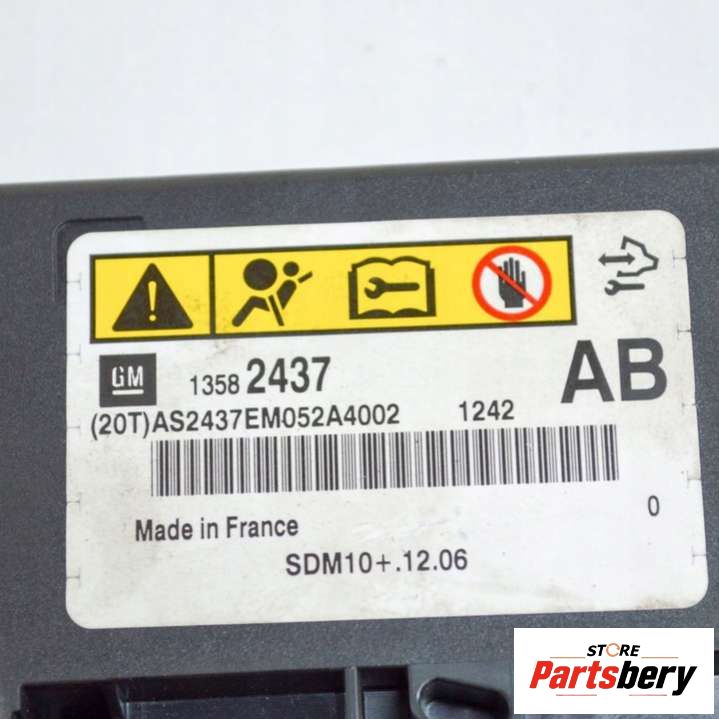 GM 1358 2437 AB
(20T)AS2437EM052A4002 1242
Made in France 0
SDM10+.12.06
STORE
Partsbery